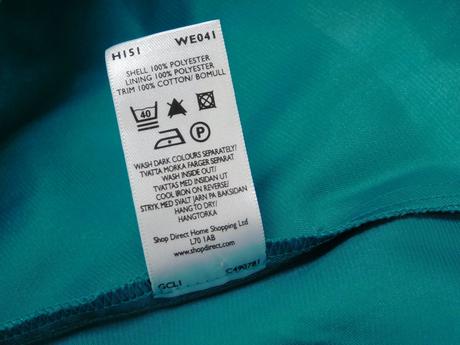 H151 WE041
SHELL 100% POLYESTER
LINING 100% POLYESTER
TRIM 100% COTTON/ BOMULL
40
P
WASH DARK COLOURS SEPARATELY/
TVATTA MORKA FARGER SEPARAT
WASH INSIDE OUT/
TVATTAS MED INSIDAN UT
COOL IRON ON REVERSE/
STRYK MED SVALT JARN PA BAKSIDAN
HANG TO DRY/
HANGTORKA
Shop Direct Home Shopping Ltd
L70 1AB
www.shopdirect.com
GCL1 C490781